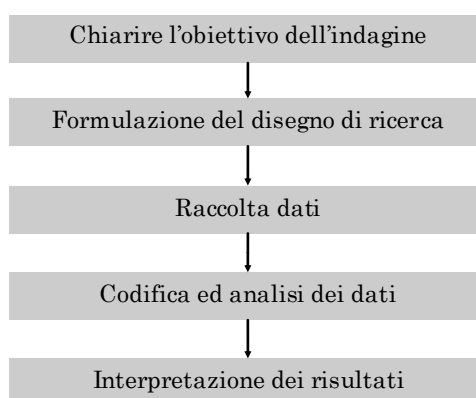 Chiarire l’obiettivo dell’indagine
Formulazione del disegno di ricerca
Raccolta dati
Codifica ed analisi dei dati
Interpretazione dei risultati